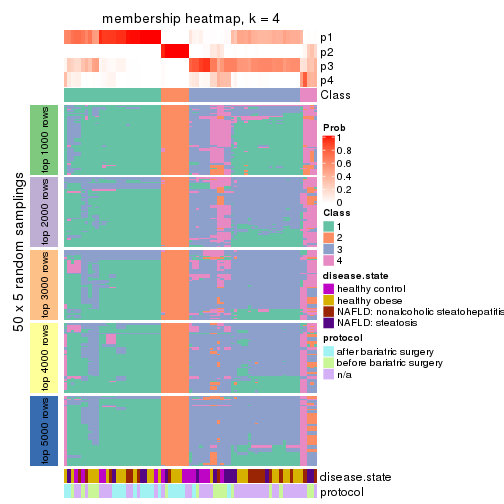 membership heatmap, k = 4
p1
p2
p3
p4
Class
50 x 5 random samplings
top 1000 rows
top 2000 rows
top 3000 rows
top 4000 rows
top 5000 rows
disease.state
protocol
Prob
1
0.8
0.6
0.4
0.2
0
Class
1
2
3
4
disease.state
healthy control
healthy obese
NAFLD: nonalcoholic steatohepatitis
NAFLD: steatosis
protocol
after bariatric surgery
before bariatric surgery
n/a